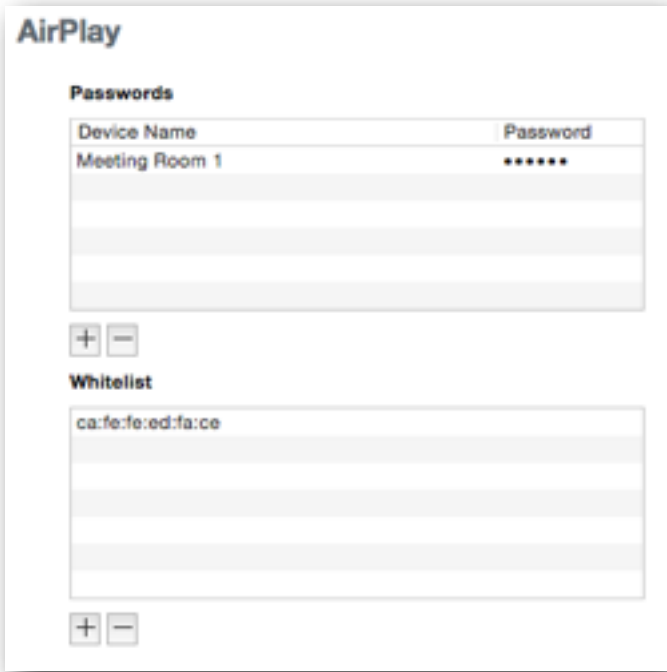 AirPlay
Passwords
Device Name Password
Meeting Room 1 ••••••
+ −
Whitelist
ca:fe:fe:ed:fa:ce
+ −